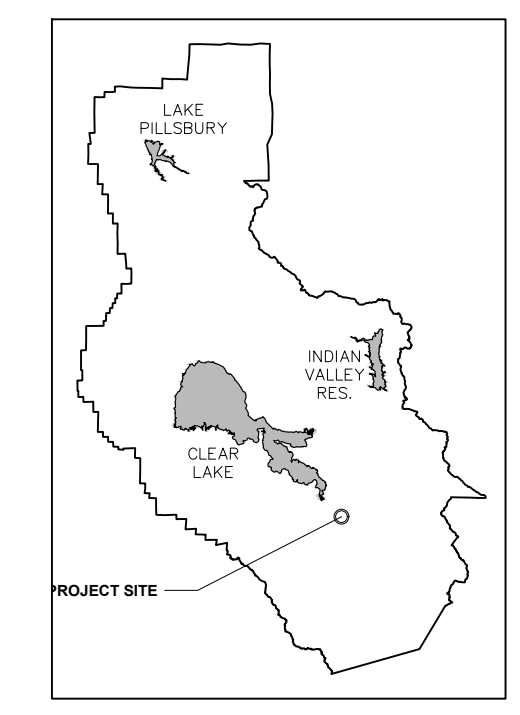 LAKE
PILLSBURY
INDIAN
VALLEY
RES.
CLEAR
LAKE
PROJECT SITE